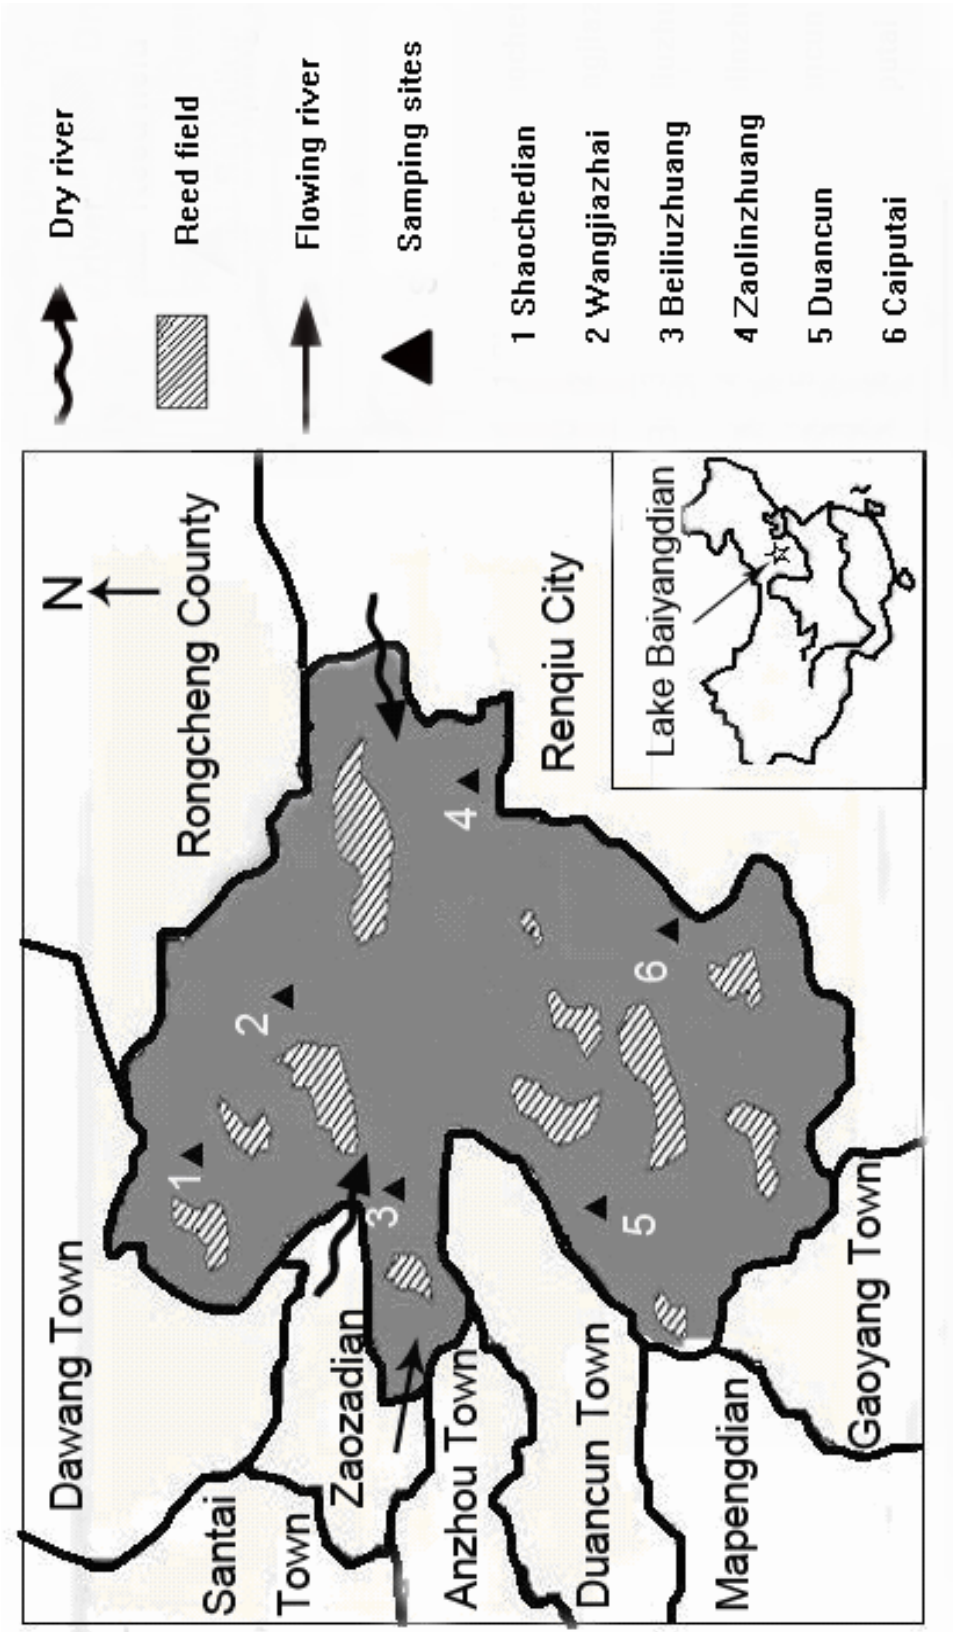 Dawang Town
Rongcheng County
N
Santai
Town
Zaozadian
Anzhou Town
Duancun Town
Mapengdian
Gaoyang Town
Renqiu City
1
2
3
4
5
6
Lake Baiyangdian
Dry river
Reed field
Flowing river
Samping sites
1 Shaochedian
2 Wangjiazhai
3 Beiliuzhuang
4 Zaolinzhuang
5 Duancun
6 Caiputai